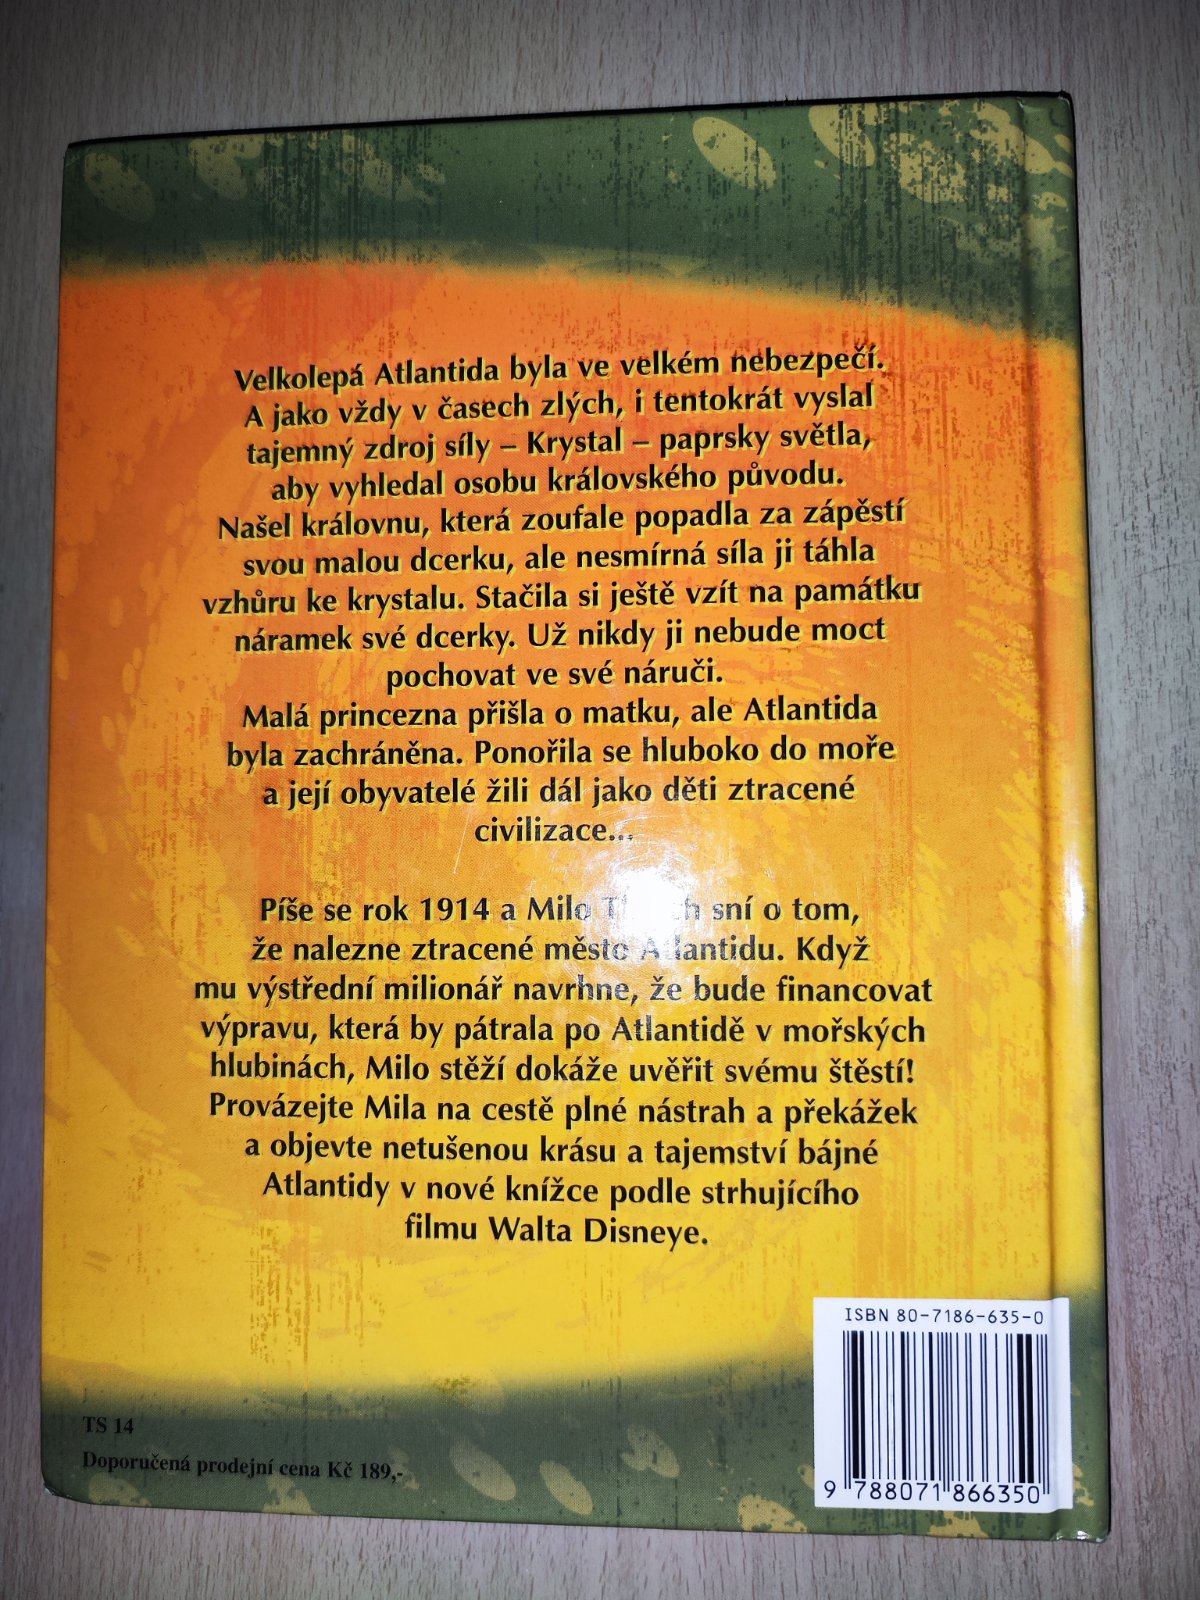 Velkolepá Atlantida byla ve velkém nebezpečí.
A jako vždy v časech zlých, i tentokrát vyslal
tajemný zdroj síly – Krystal – paprsky světla,
aby vyhledal osobu královského původu.
Našel královnu, která zoufale popadla za zápěstí
svou malou dcerku, ale nesmírná síla ji táhla
vzhůru ke krystalu. Stačila si ještě vzít na památku
náramek své dcerky. Už nikdy ji nebude moct
pochovat ve své náruči.
Malá princezna přišla o matku, ale Atlantida
byla zachráněna. Ponořila se hluboko do moře
a její obyvatelé žili dál jako děti ztracené
civilizace...
Píše se rok 1914 a Milo sní o tom,
že nalezne ztracené město Atlantidu. Když
mu výstřední milionář navrhne, že bude financovat
výpravu, která by pátrala po Atlantidě v mořských
hlubinách, Milo stěží dokáže uvěřit svému štěstí!
Provázejte Mila na cestě plné nástrah a překážek
a objevte netušenou krásu a tajemství bájné
Atlantidy v nové knížce podle strhujícího
filmu Walta Disneye.
ISBN 80-7186-635-0
9 788071 866350
TS 14
Doporučená prodejní cena Kč 189,-